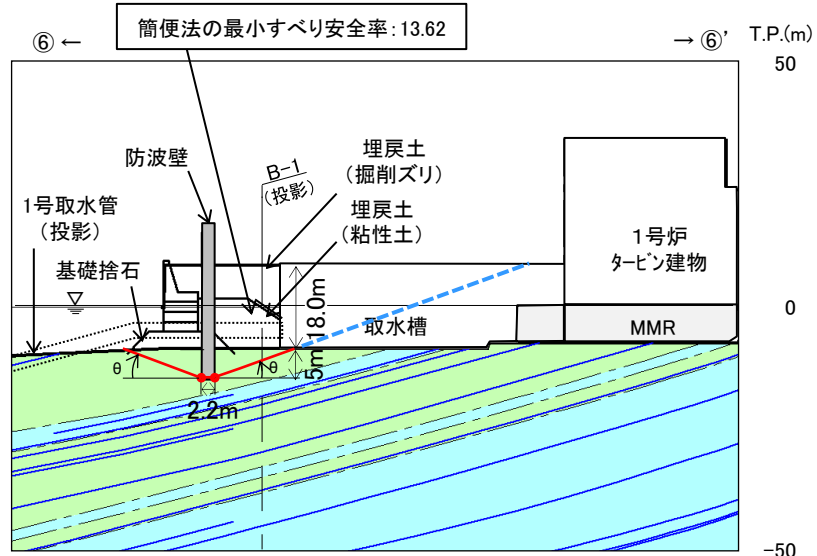 簡便法の最小すべり安全率：13.62
⑥ ←
→ ⑥’
T.P.(m)
50
防波壁
B-1
(投影)
埋戻土
(掘削ズリ)
埋戻土
(粘性土)
1号取水管
(投影)
基礎捨石
1号炉
タービン建物
0
18.0m
取水槽
MMR
θ
θ
5m
2.2m
-50